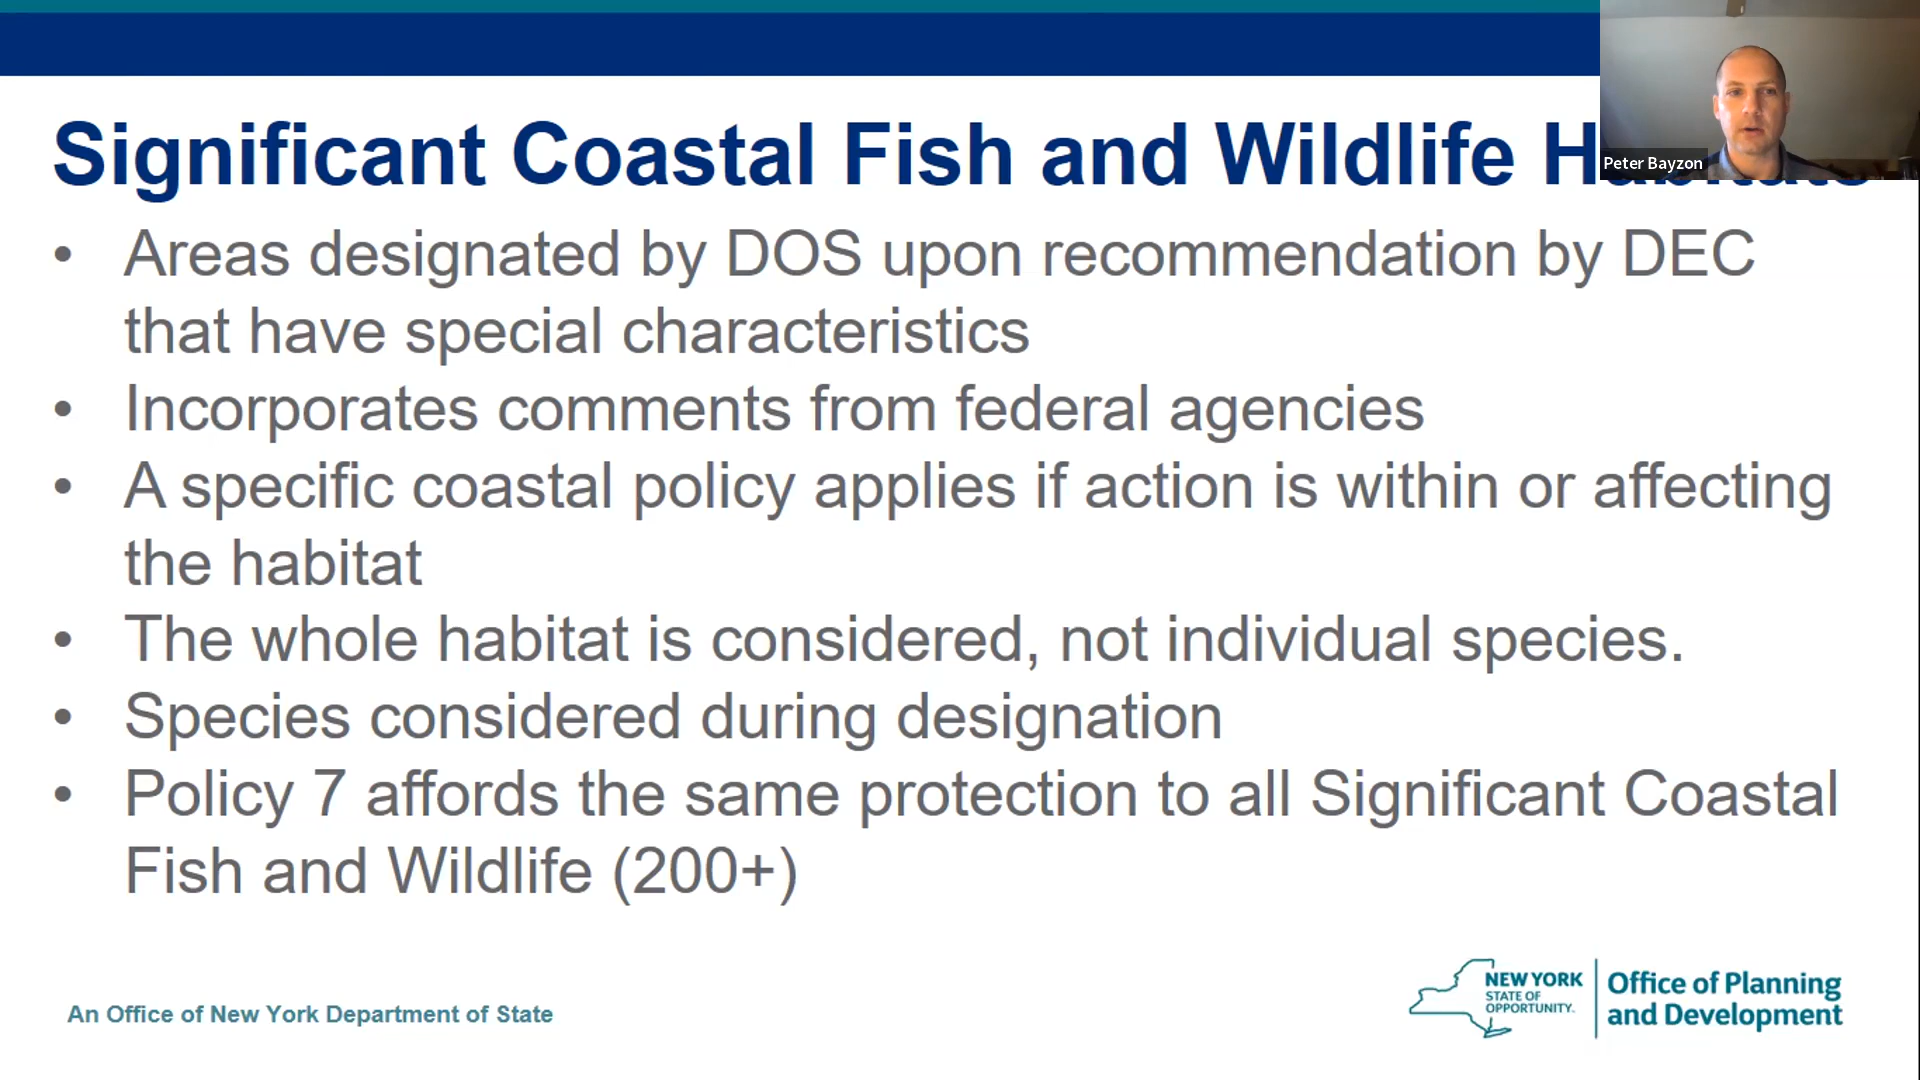 Significant Coastal Fish and Wildlife Habitats
Peter Bayzon
• Areas designated by DOS upon recommendation by DEC
that have special characteristics
• Incorporates comments from federal agencies
• A specific coastal policy applies if action is within or affecting
the habitat
• The whole habitat is considered, not individual species.
• Species considered during designation
• Policy 7 affords the same protection to all Significant Coastal
Fish and Wildlife (200+)
An Office of New York Department of State
NEW YORK
STATE OF
OPPORTUNITY.
Office of Planning
and Development